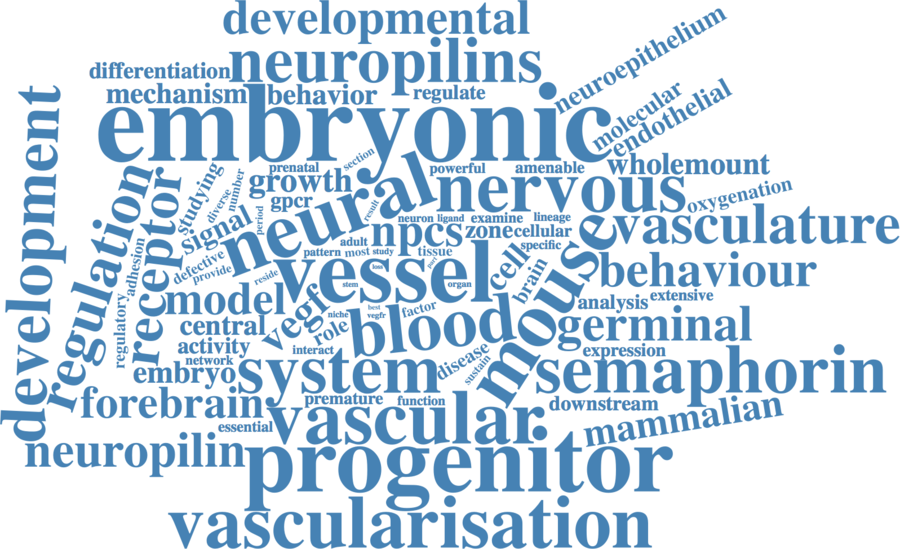 developmental
neuropilins
neuroepithelium
differentiation
mechanism
behavior
regulate
molecular
endothelial
embryonic
wholemount
prenatal
section
powerful
amenable
growth
neural
nervous
oxygenation
studying
diverse
number
gpcr
period
result
neuron
ligand
examine
lineage
development
regulation
receptor
adhesion
signal
npcs
zone
cellular
specific
vasculature
defective
provide
pattern
adult
most
study
tissue
cell
brain
mouse
behaviour
reside
vessel
stem
loss
part
organ
model
vegf
niche
best
vegfr
factor
analysis
extensive
regulatory
central
role
blood
germinal
activity
interact
disease
sustain
expression
network
embryo
system
semaphorin
forebrain
premature
function
downstream
essential
vascular
mammalian
neuropilin
progenitor
vascularisation